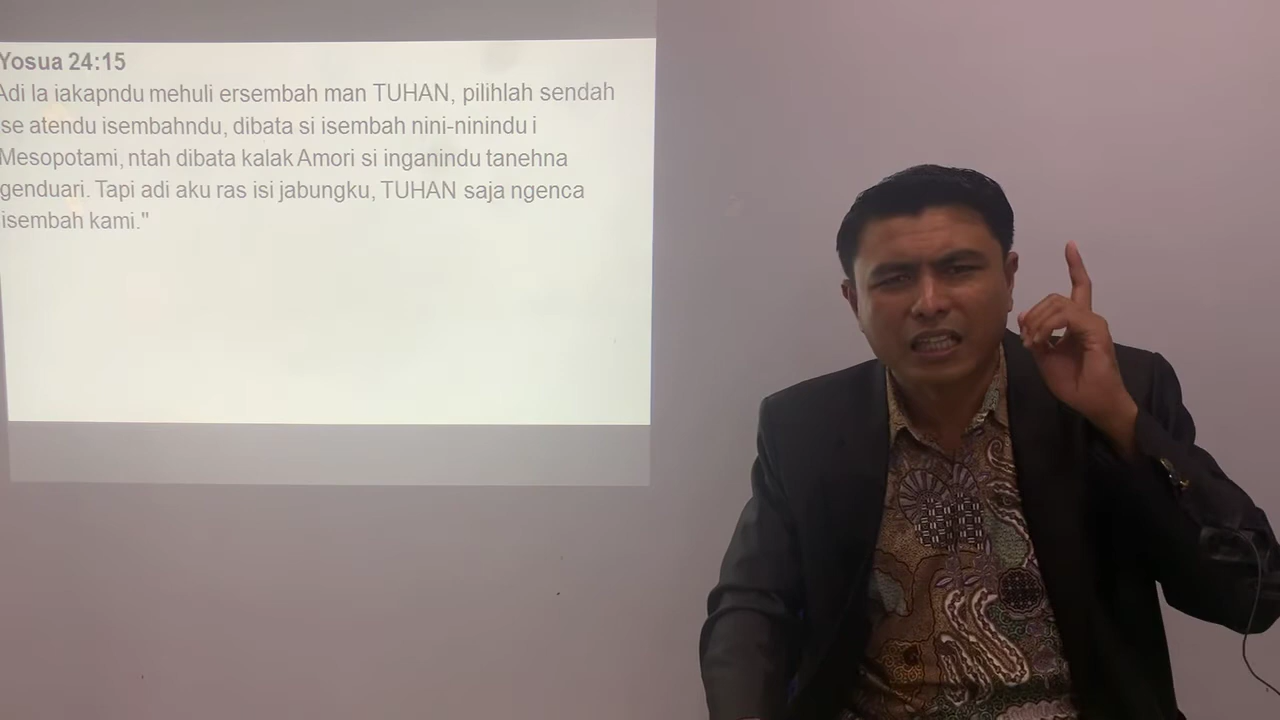 Yosua 24:15
Adi la iakapndu mehuli ersembah man TUHAN, pilihlah sendah
se atendu isembahndu, dibata si isembah nini-ninindu i
Mesopotami, ntah dibata kalak Amori si inganindu tanehna
genduari. Tapi adi aku ras isi jabungku, TUHAN saja ngenca
isembah kami."